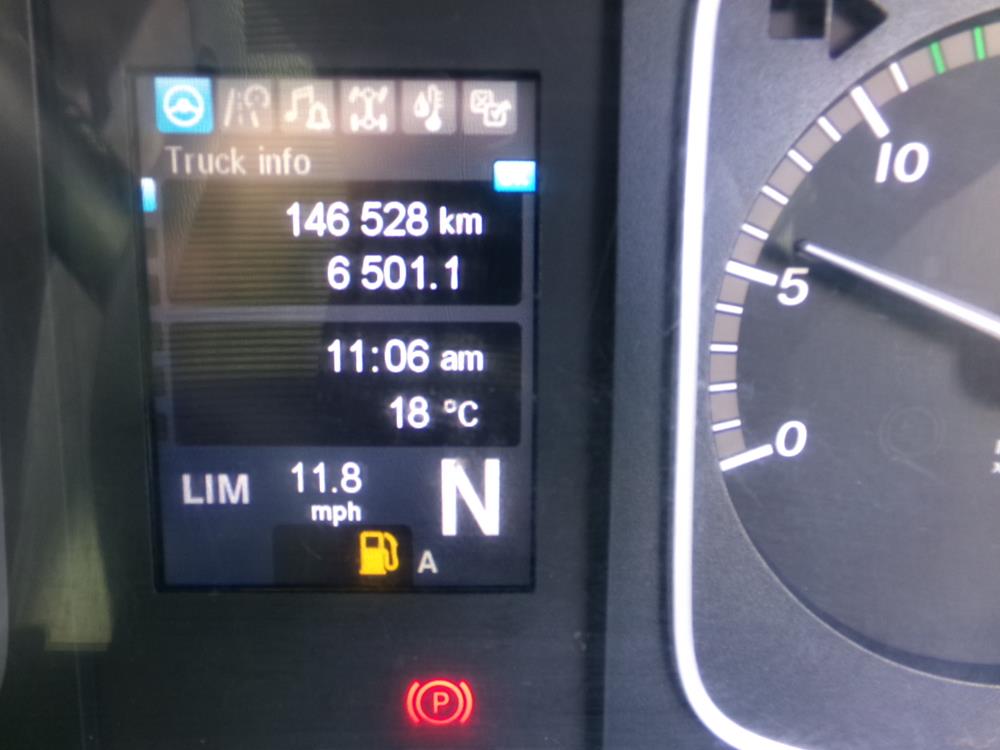 Truck info
146 528 km
6 501.1
11:06 am
18 °C
LIM 11.8 mph N
A
P
10
5
0